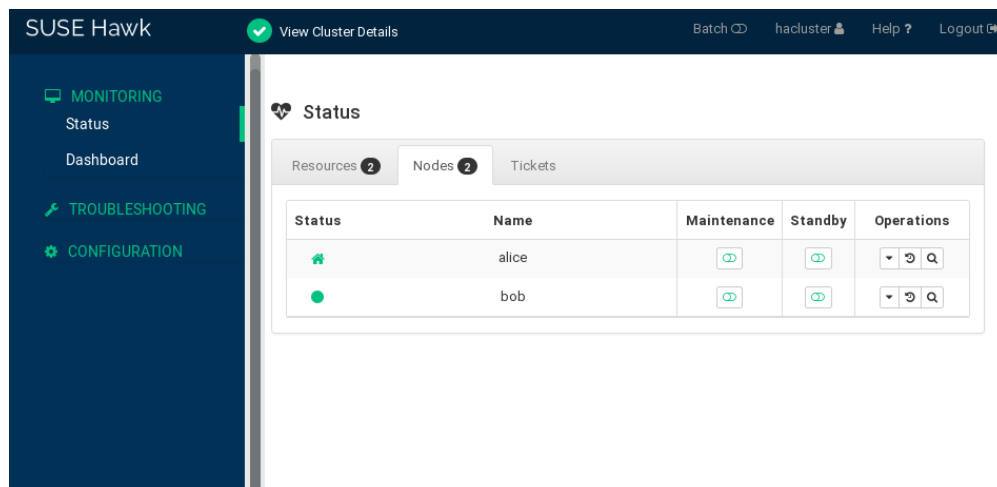 SUSE Hawk
View Cluster Details
Batch
hacluster
Help ?
Logout
MONITORING
Status
Dashboard
TROUBLESHOOTING
CONFIGURATION
Status
Resources 2
Nodes 2
Tickets
Status Name Maintenance Standby Operations
alice
bob